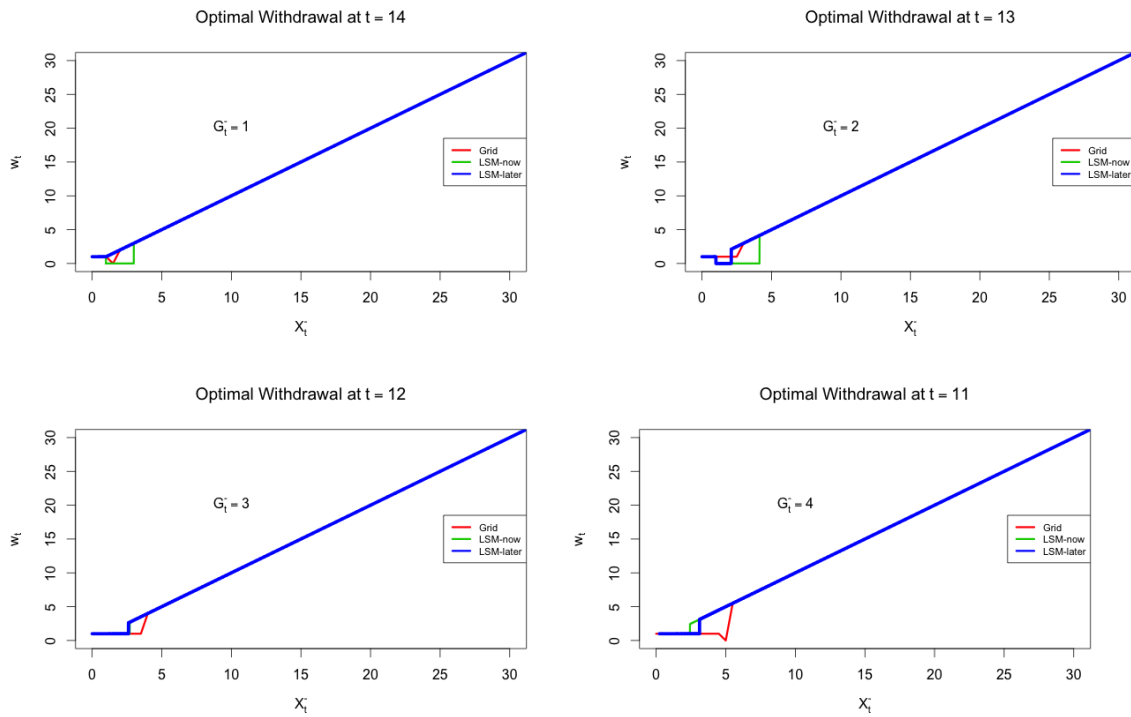 Optimal Withdrawal at t = 14
30
25
20
15
10
5
0
w_t
G_t^- = 1
Grid
LSM-now
LSM-later
0 5 10 15 20 25 30
X_t^-
Optimal Withdrawal at t = 13
30
25
20
15
10
5
0
w_t
G_t^- = 2
Grid
LSM-now
LSM-later
0 5 10 15 20 25 30
X_t^-
Optimal Withdrawal at t = 12
30
25
20
15
10
5
0
w_t
G_t^- = 3
Grid
LSM-now
LSM-later
0 5 10 15 20 25 30
X_t^-
Optimal Withdrawal at t = 11
30
25
20
15
10
5
0
w_t
G_t^- = 4
Grid
LSM-now
LSM-later
0 5 10 15 20 25 30
X_t^-